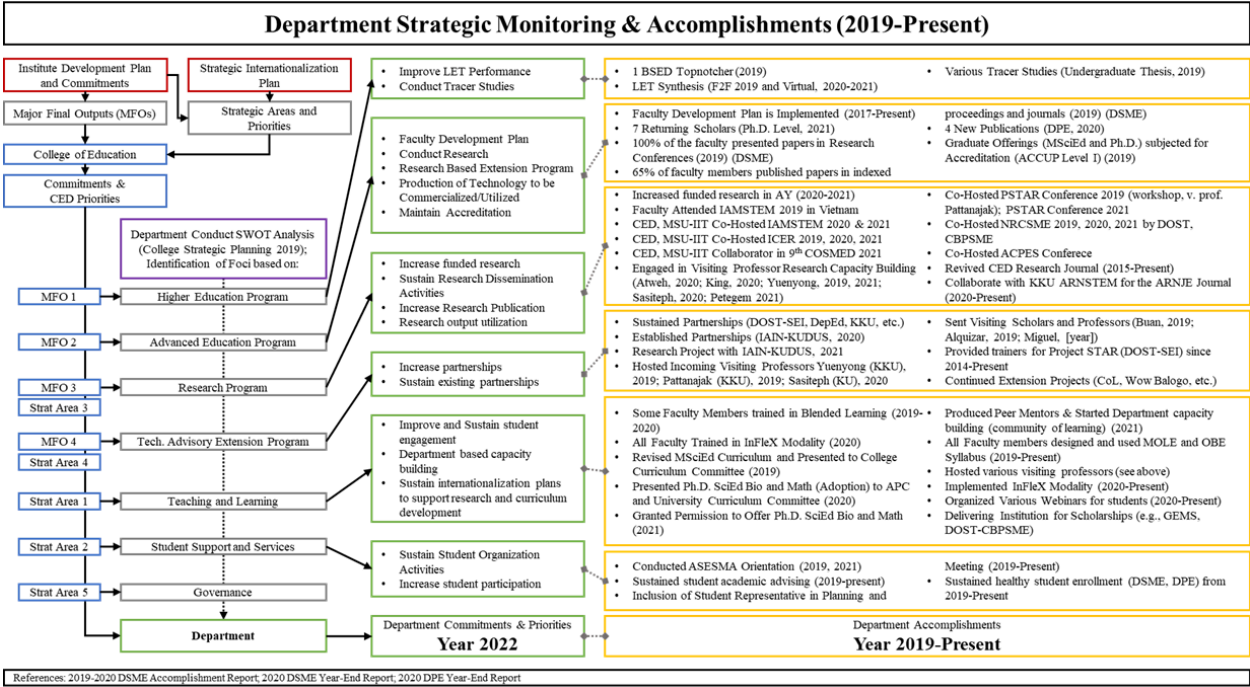 Department Strategic Monitoring & Accomplishments (2019-Present)
Institute Development Plan
and Commitments
Strategic Internationalization
Plan
Major Final Outputs (MFOs)
Strategic Areas and
Priorities
College of Education
Commitments &
CED Priorities
Department Conduct SWOT Analysis
(College Strategic Planning 2019);
Identification of Foci based on:
MFO 1
Higher Education Program
MFO 2
Advanced Education Program
MFO 3
Research Program
Strat Area 3
MFO 4
Tech. Advisory Extension Program
Strat Area 4
Strat Area 1
Teaching and Learning
Strat Area 2
Student Support and Services
Strat Area 5
Governance
Department
• Improve LET Performance
• Conduct Tracer Studies
• Faculty Development Plan
• Conduct Research
• Research Based Extension Program
• Production of Technology to be
Commercialized/Utilized
• Maintain Accreditation
• Increase funded research
• Sustain Research Dissemination
Activities
• Increase Research Publication
• Research output utilization
• Increase partnerships
• Sustain existing partnerships
• Improve and Sustain student
engagement
• Department based capacity
building
• Sustain internationalization plans
to support research and curriculum
development
• Sustain Student Organization
Activities
• Increase student participation
Department Commitments & Priorities
Year 2022
• 1 BSED Topnotcher (2019)
• LET Synthesis (F2F 2019 and Virtual, 2020-2021)
• Various Tracer Studies (Undergraduate Thesis, 2019)
• Faculty Development Plan is Implemented (2017-Present)
• 7 Returning Scholars (Ph.D. Level, 2021)
• 100% of the faculty presented papers in Research
Conferences (2019) (DSME)
• 65% of faculty members published papers in indexed
proceedings and journals (2019) (DSME)
• 4 New Publications (DPE, 2020)
• Graduate Offerings (MSciEd and Ph.D.) subjected for
Accreditation (ACCUP Level I) (2019)
• Increased funded research in AY (2020-2021)
• Faculty Attended IAMSTEM 2019 in Vietnam
• CED, MSU-IIT Co-Hosted IAMSTEM 2020 & 2021
• CED, MSU-IIT Co-Hosted ICER 2019, 2020, 2021
• CED, MSU-IIT Collaborator in 9th COSMED 2021
• Engaged in Visiting Professor Research Capacity Building
(Atweh, 2020; King, 2020; Yuenyong, 2019, 2021;
Sasiteph, 2020; Petegem 2021)
• Co-Hosted PSTAR Conference 2019 (workshop, v. prof.
Pattanajak); PSTAR Conference 2021
• Co-Hosted NRCSME 2019, 2020, 2021 by DOST,
CBPSME
• Co-Hosted ACPES Conferece
• Revived CED Research Journal (2015-Present)
• Collaborate with KKU ARNSTEM for the ARNJE Journal
(2020-Present)
• Sustained Partnerships (DOST-SEI, DepEd, KKU, etc.)
• Established Partnerships (IAIN-KUDUS, 2020)
• Research Project with IAIN-KUDUS, 2021
• Hosted Incoming Visiting Professors Yuenyong (KKU),
2019; Pattanajak (KKU), 2019; Sasiteph (KU), 2020
• Sent Visiting Scholars and Professors (Buan, 2019;
Alquizar, 2019; Miguel, [year])
• Provided trainers for Project STAR (DOST-SEI) since
2014-Present
• Continued Extension Projects (CoL, Wow Balogo, etc.)
• Some Faculty Members trained in Blended Learning (2019-
2020)
• All Faculty Trained in InFleX Modality (2020)
• Revised MSciEd Curriculum and Presented to College
Curriculum Committee (2019)
• Presented Ph.D. SciEd Bio and Math (Adoption) to APC
and University Curriculum Committee (2020)
• Granted Permission to Offer Ph.D. SciEd Bio and Math
(2021)
• Produced Peer Mentors & Started Department capacity
building (community of learning) (2021)
• All Faculty members designed and used MOLE and OBE
Syllabus (2019-Present)
• Hosted various visiting professors (see above)
• Implemented InFleX Modality (2020-Present)
• Organized Various Webinars for students (2020-Present)
• Delivering Institution for Scholarships (e.g., GEMS,
DOST-CBPSME)
• Conducted ASESMA Orientation (2019, 2021)
• Sustained student academic advising (2019-present)
• Inclusion of Student Representative in Planning and
Meeting (2019-Present)
• Sustained healthy student enrollment (DSME, DPE) from
2019-Present
Department Accomplishments
Year 2019-Present
References: 2019-2020 DSME Accomplishment Report; 2020 DSME Year-End Report; 2020 DPE Year-End Report